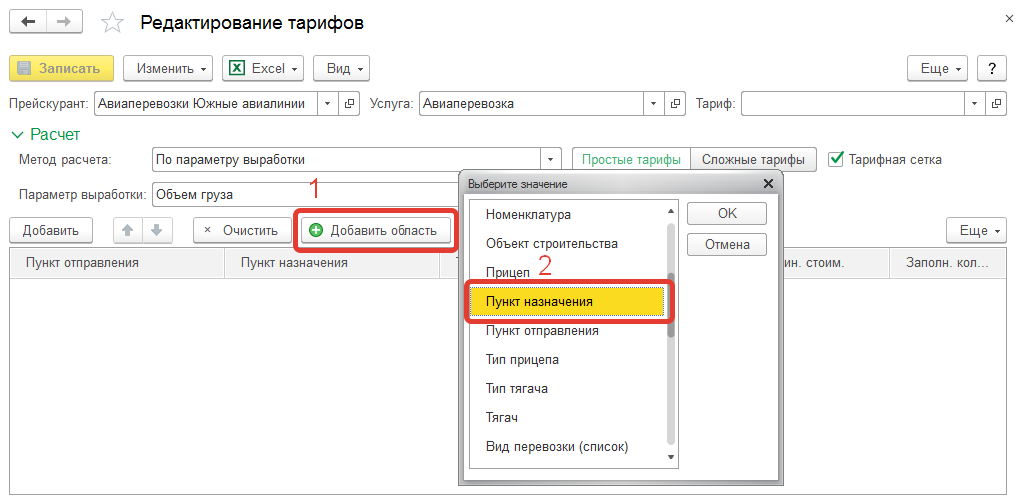 Редактирование тарифов
Записать Изменить Excel Вид Еще ?
Прейскурант: Авиаперевозки Южные авиалинии Услуга: Авиаперевозка Тариф:
Расчет
Метод расчета: По параметру выработки Простые тарифы Сложные тарифы Тарифная сетка
Параметр выработки: Объем груза
1
Добавить Очистить Добавить область Еще
Пункт отправления Пункт назначения ин. стоим. Заполн. кол...
Выберите значение
Номенклатура
Объект строительства
Прицеп
2
Пункт назначения
Пункт отправления
Тип прицепа
Тип тягача
Тягач
Вид перевозки (список)
OK
Отмена